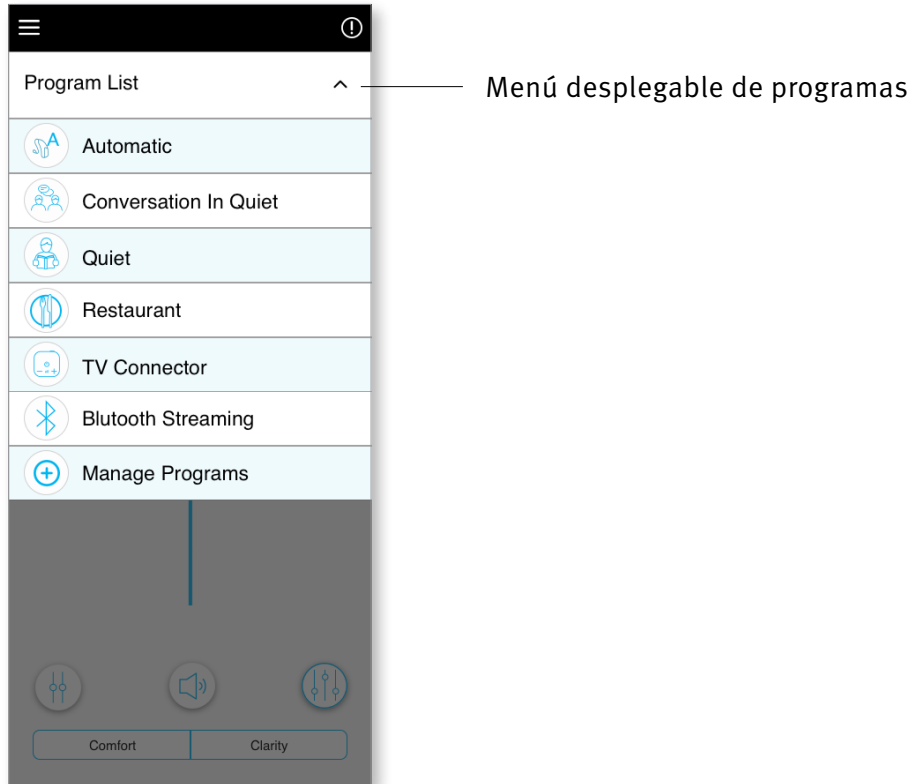 Program List
Menú desplegable de programas
A Automatic
Conversation In Quiet
Quiet
Restaurant
TV Connector
Blutooth Streaming
Manage Programs
Comfort Clarity